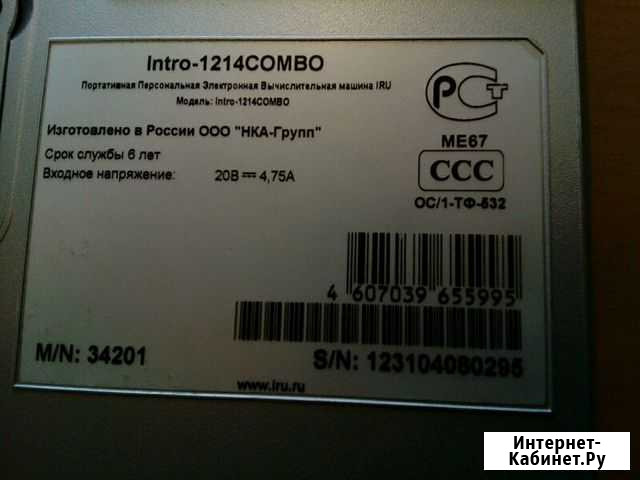 Intro-1214COMBO
Портативная Персональная Электронная Вычислительная машина IRU
Модель: Intro-1214COMBO
Изготовлено в России ООО "НКА-Групп"
Срок службы 6 лет
Входное напряжение: 20В 4,75А
РСТ
МЕ67
CCC
ОС/1-ТФ-532
4 607039 655995
M/N: 34201
S/N: 123104080295
www.iru.ru
Интернет-
Кабинет.Ру